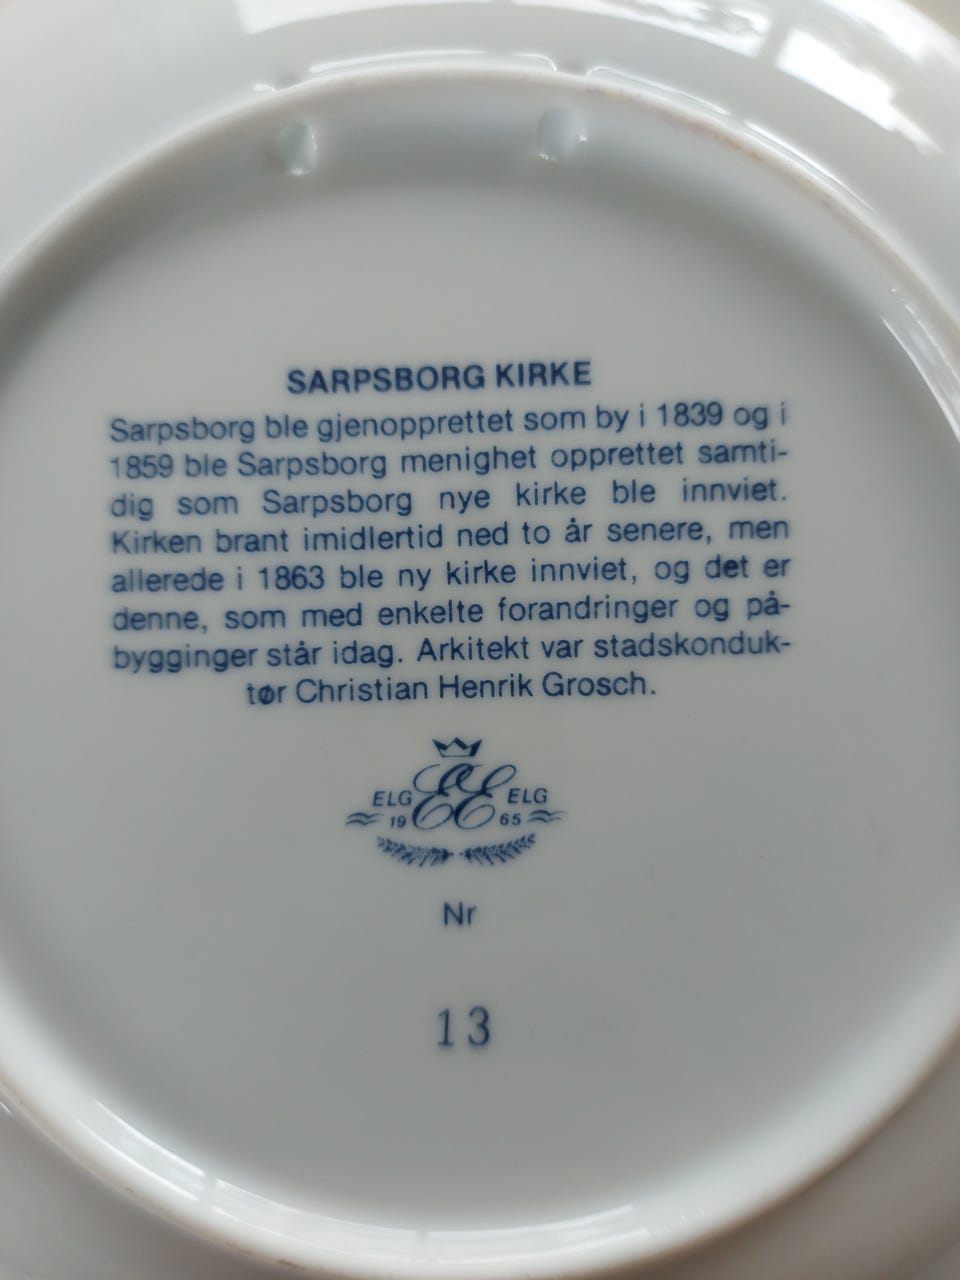 SARPSBORG KIRKE
Sarpsborg ble gjenopprettet som by i 1839 og i
1859 ble Sarpsborg menighet opprettet samti-
dig som Sarpsborg nye kirke ble innviet.
Kirken brant imidlertid ned to år senere, men
allerede i 1863 ble ny kirke innviet, og det er
denne, som med enkelte forandringer og på-
bygginger står idag. Arkitekt var stadskonduk-
tør Christian Henrik Grosch.
ELG EE ELG
19 65
Nr
13